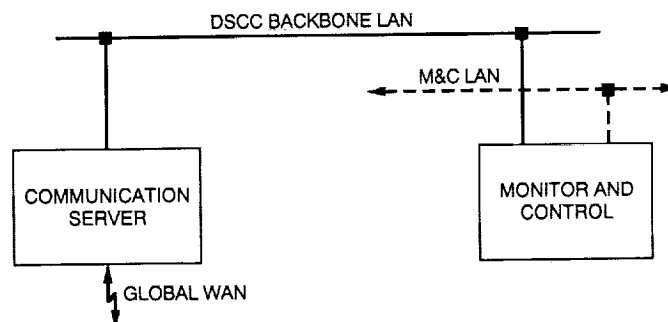 DSCC BACKBONE LAN
M&C LAN
COMMUNICATION
SERVER
MONITOR AND
CONTROL
GLOBAL WAN